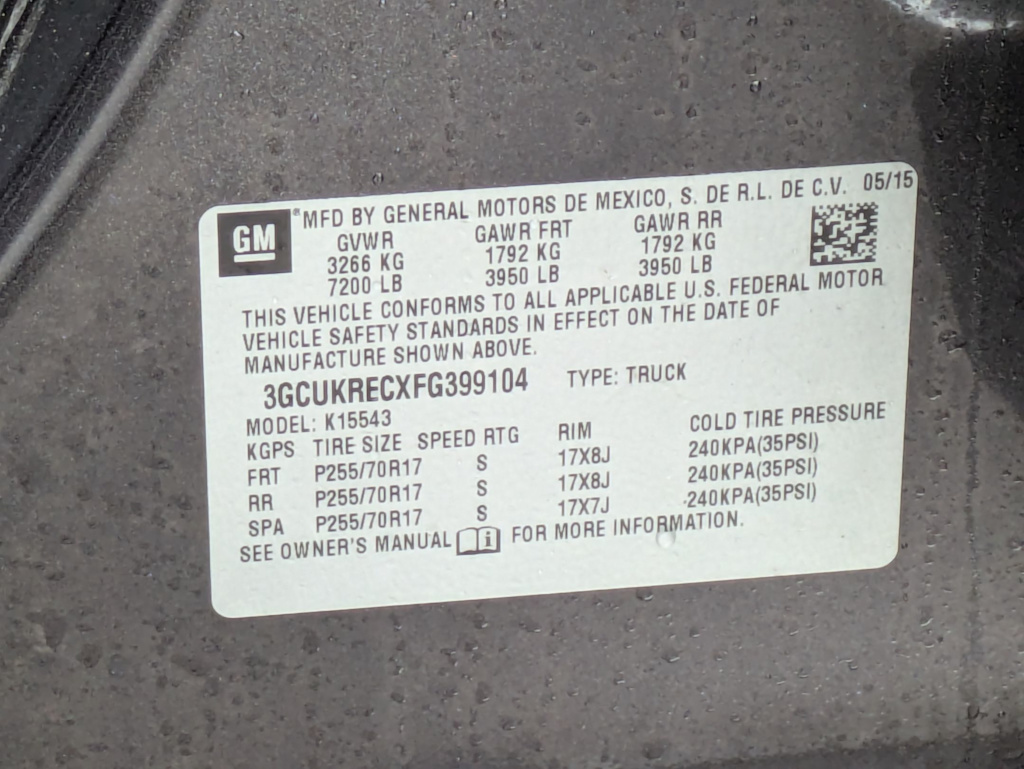 GM ® MFD BY GENERAL MOTORS DE MEXICO, S. DE R.L. DE C.V. 05/15
GVWR GAWR FRT GAWR RR
3266 KG 1792 KG 1792 KG
7200 LB 3950 LB 3950 LB
THIS VEHICLE CONFORMS TO ALL APPLICABLE U.S. FEDERAL MOTOR
VEHICLE SAFETY STANDARDS IN EFFECT ON THE DATE OF
MANUFACTURE SHOWN ABOVE.
3GCUKRECXFG399104 TYPE: TRUCK
MODEL: K15543
KGPS TIRE SIZE SPEED RTG RIM COLD TIRE PRESSURE
FRT P255/70R17 S 17X8J 240KPA(35PSI)
RR P255/70R17 S 17X8J 240KPA(35PSI)
SPA P255/70R17 S 17X7J 240KPA(35PSI)
SEE OWNER'S MANUAL i FOR MORE INFORMATION.